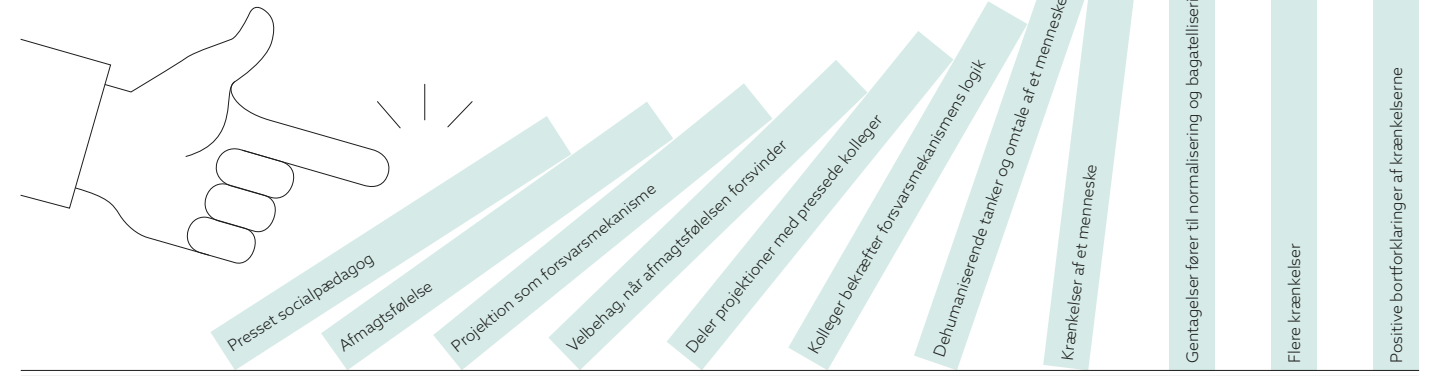 Presset socialpædagog
Afmagtsfølelse
Projektion som forsvarsmekanisme
Velbehag, når afmagtsfølelsen forsvinder
Deler projektioner med pressede kolleger
Kolleger bekræfter forsvarsmekanismens logik
Dehumaniserende tanker og omtale af et menneske
Krænkelser af et menneske
Gentagelser fører til normalisering og bagatelliseri
Flere krænkelser
Positive bortforklaringer af krænkelserne